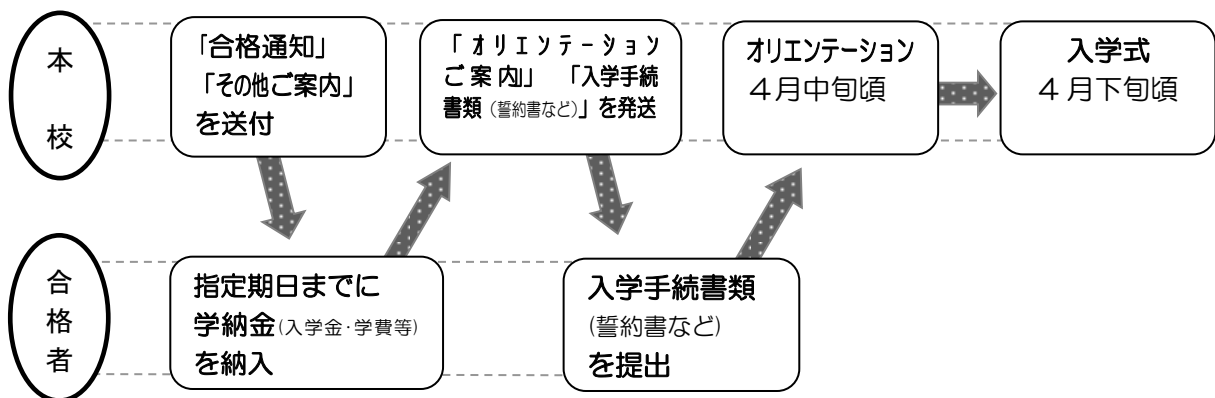 本
校
「合格通知」
「その他ご案内」
を送付
「オリエンテーション
ご案内」 「入学手続
書類（誓約書など）」を発送
オリエンテーション
４月中旬頃
入学式
４月下旬頃
合
格
者
指定期日までに
学納金(入学金・学費等)
を納入
入学手続書類
(誓約書など)
を提出